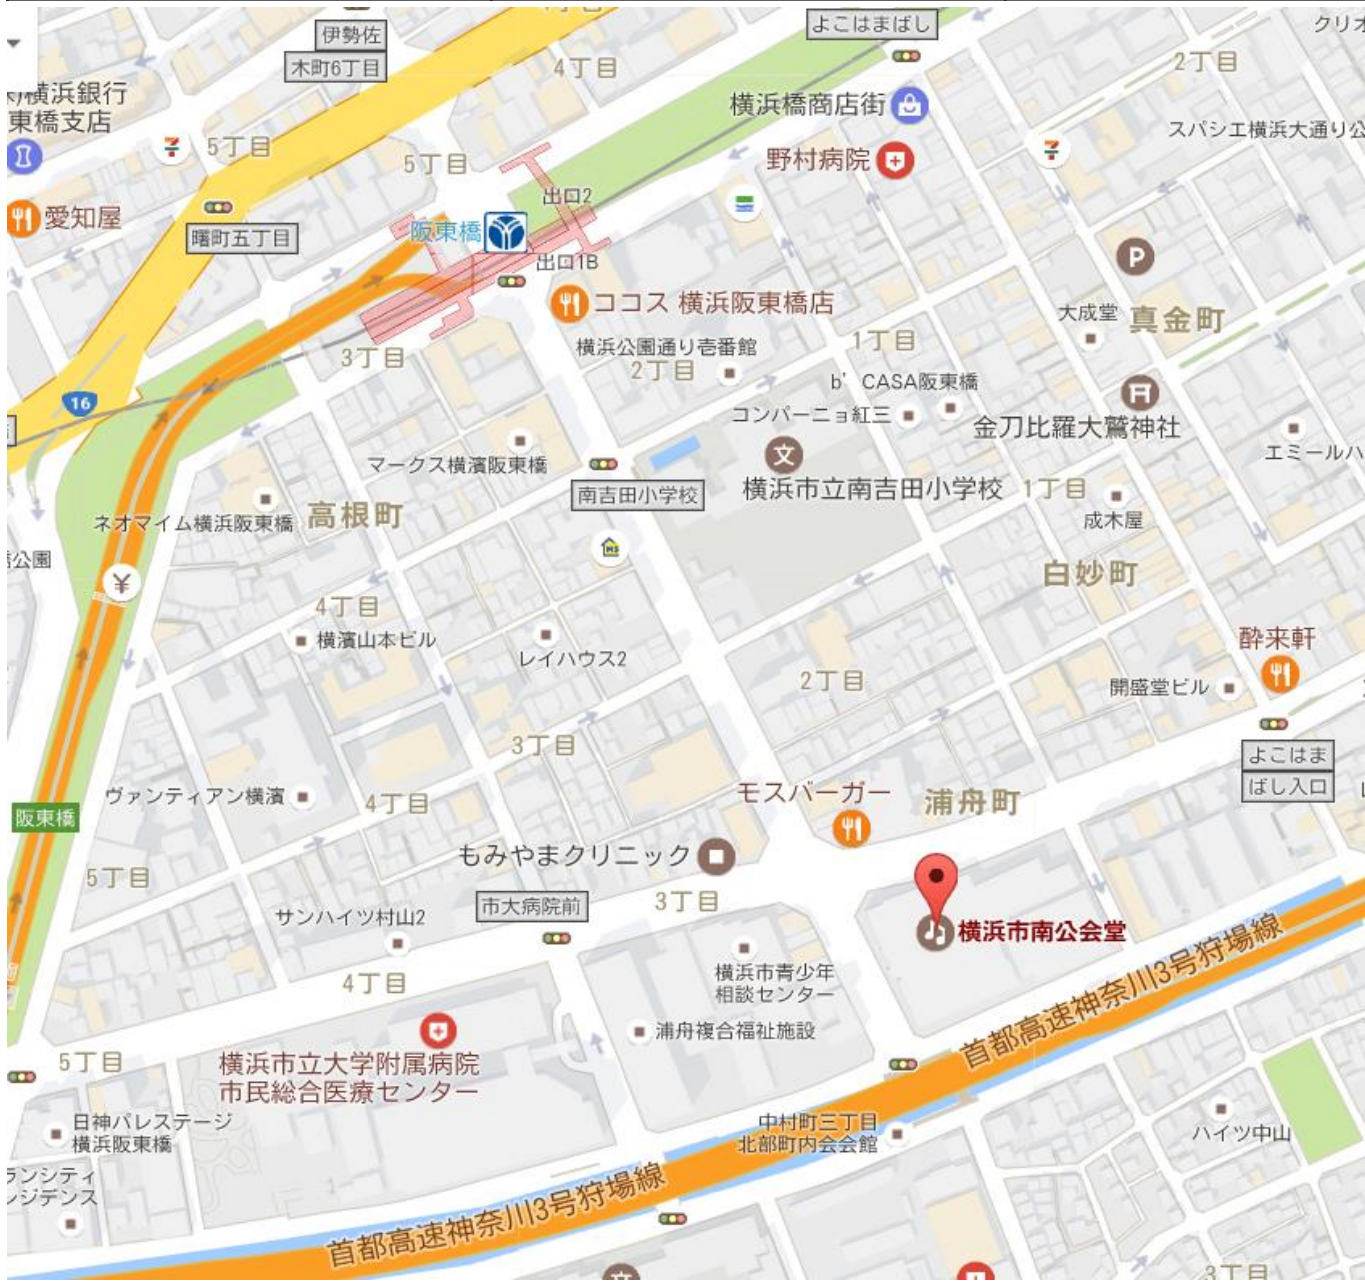 伊勢佐
木町6丁目
よこはまばし
4丁目
2丁目
横浜銀行
東橋支店
5丁目
5丁目
横浜橋商店街
スパシエ横浜大通り公
野村病院
愛知屋
曙町五丁目
阪東橋
出口2
出口1B
ココス 横浜阪東橋店
大成堂
真金町
横浜公園通り壱番館
3丁目
2丁目
1丁目
b' CASA阪東橋
16
コンパーニョ紅三
金刀比羅大鷲神社
エミールハ
マークス横濱阪東橋
文
南吉田小学校
横浜市立南吉田小学校
1丁目
成木屋
ネオマイム横浜阪東橋
高根町
公園
¥
白妙町
4丁目
横濱山本ビル
レイハウス2
酔来軒
2丁目
開盛堂ビル
3丁目
よこはま
ばし入口
ヴァンティアン横濱
4丁目
モスバーガー
浦舟町
阪東橋
もみやまクリニック
5丁目
サンハイツ村山2
市大病院前
3丁目
横浜市南公会堂
4丁目
横浜市青少年
相談センター
首都高速神奈川3号狩場線
浦舟複合福祉施設
5丁目
横浜市立大学附属病院
市民総合医療センター
日神パレステージ
横浜阪東橋
中村町三丁目
北部町内会会館
ハイツ中山
ランシティ
ジデンス
首都高速神奈川3号狩場線
3丁目